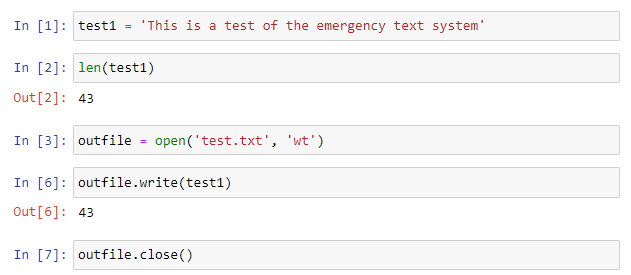 In [1]: test1 = 'This is a test of the emergency text system'
In [2]: len(test1)
Out[2]: 43
In [3]: outfile = open('test.txt', 'wt')
In [6]: outfile.write(test1)
Out[6]: 43
In [7]: outfile.close()